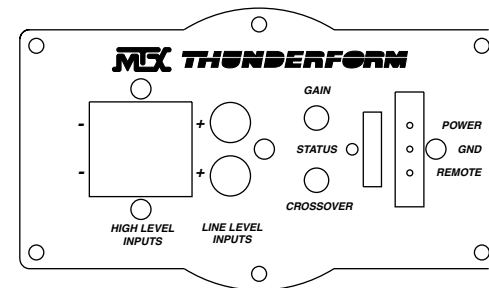 MTX THUNDERFORM
GAIN
- +
POWER
STATUS
GND
- +
REMOTE
CROSSOVER
HIGH LEVEL
INPUTS
LINE LEVEL
INPUTS